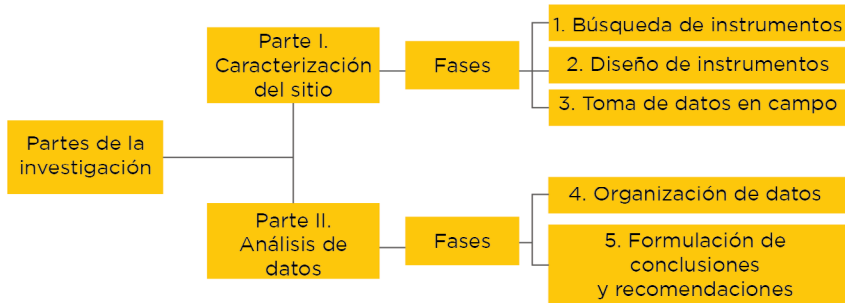 Partes de la
investigación
Parte I.
Caracterización
del sitio
Fases
1. Búsqueda de instrumentos
2. Diseño de instrumentos
3. Toma de datos en campo
Parte II.
Análisis de
datos
Fases
4. Organización de datos
5. Formulación de
conclusiones
y recomendaciones